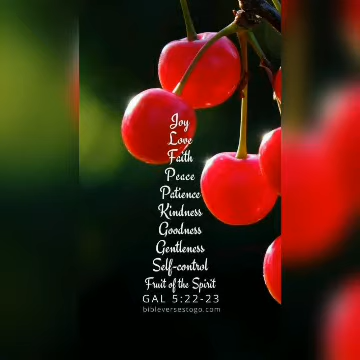 Joy
Love
Faith
Peace
Patience
Kindness
Goodness
Gentleness
Self-control
Fruit of the Spirit
GAL 5:22-23
bibleversestogo.com